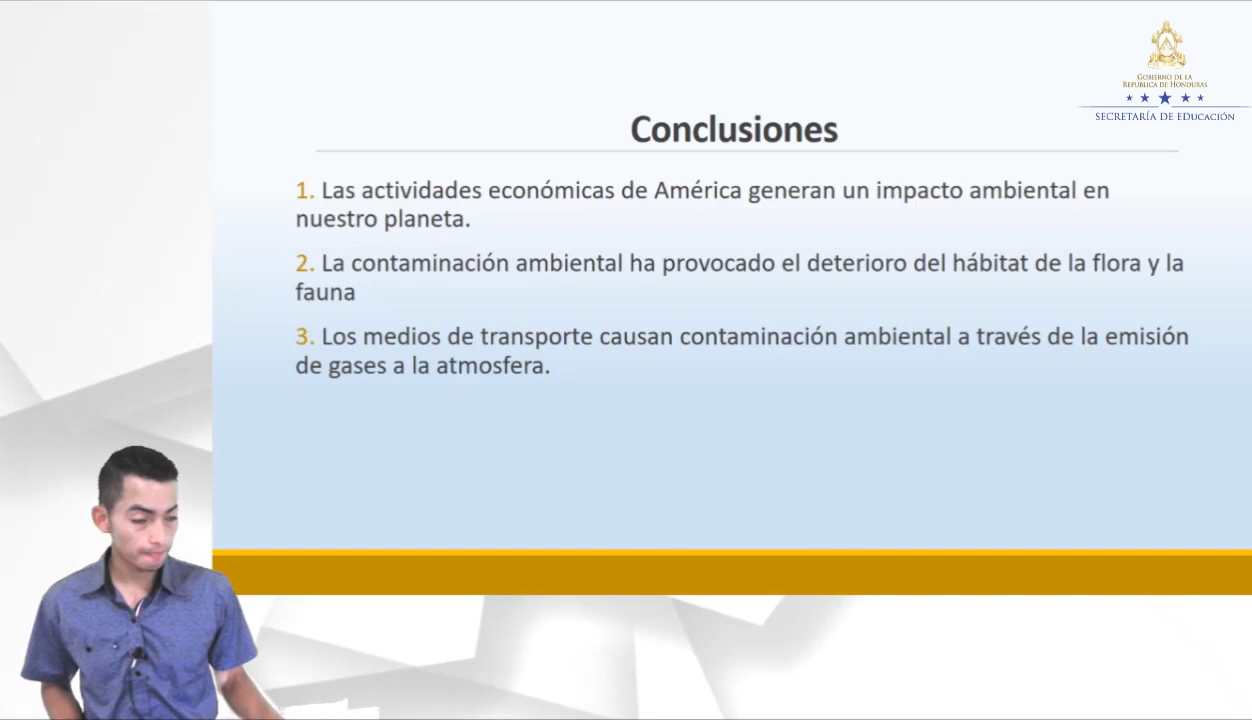 GOBIERNO DE LA
REPÚBLICA DE HONDURAS
SECRETARÍA DE EDUCACIÓN
Conclusiones
1. Las actividades económicas de América generan un impacto ambiental en
nuestro planeta.
2. La contaminación ambiental ha provocado el deterioro del hábitat de la flora y la
fauna
3. Los medios de transporte causan contaminación ambiental a través de la emisión
de gases a la atmosfera.